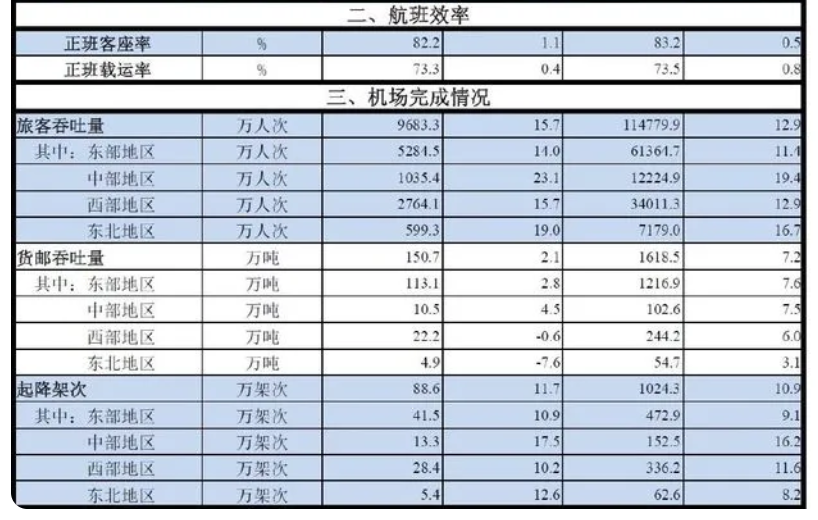 二、航班效率
正班客座率 % 82.2 1.1 83.2 0.5
正班载运率 % 73.3 0.4 73.5 0.8
三、机场完成情况
旅客吞吐量 万人次 9683.3 15.7 114779.9 12.9
其中：东部地区 万人次 5284.5 14.0 61364.7 11.4
中部地区 万人次 1035.4 23.1 12224.9 19.4
西部地区 万人次 2764.1 15.7 34011.3 12.9
东北地区 万人次 599.3 19.0 7179.0 16.7
货邮吞吐量 万吨 150.7 2.1 1618.5 7.2
其中：东部地区 万吨 113.1 2.8 1216.9 7.6
中部地区 万吨 10.5 4.5 102.6 7.5
西部地区 万吨 22.2 -0.6 244.2 6.0
东北地区 万吨 4.9 -7.6 54.7 3.1
起降架次 万架次 88.6 11.7 1024.3 10.9
其中：东部地区 万架次 41.5 10.9 472.9 9.1
中部地区 万架次 13.3 17.5 152.5 16.2
西部地区 万架次 28.4 10.2 336.2 11.6
东北地区 万架次 5.4 12.6 62.6 8.2